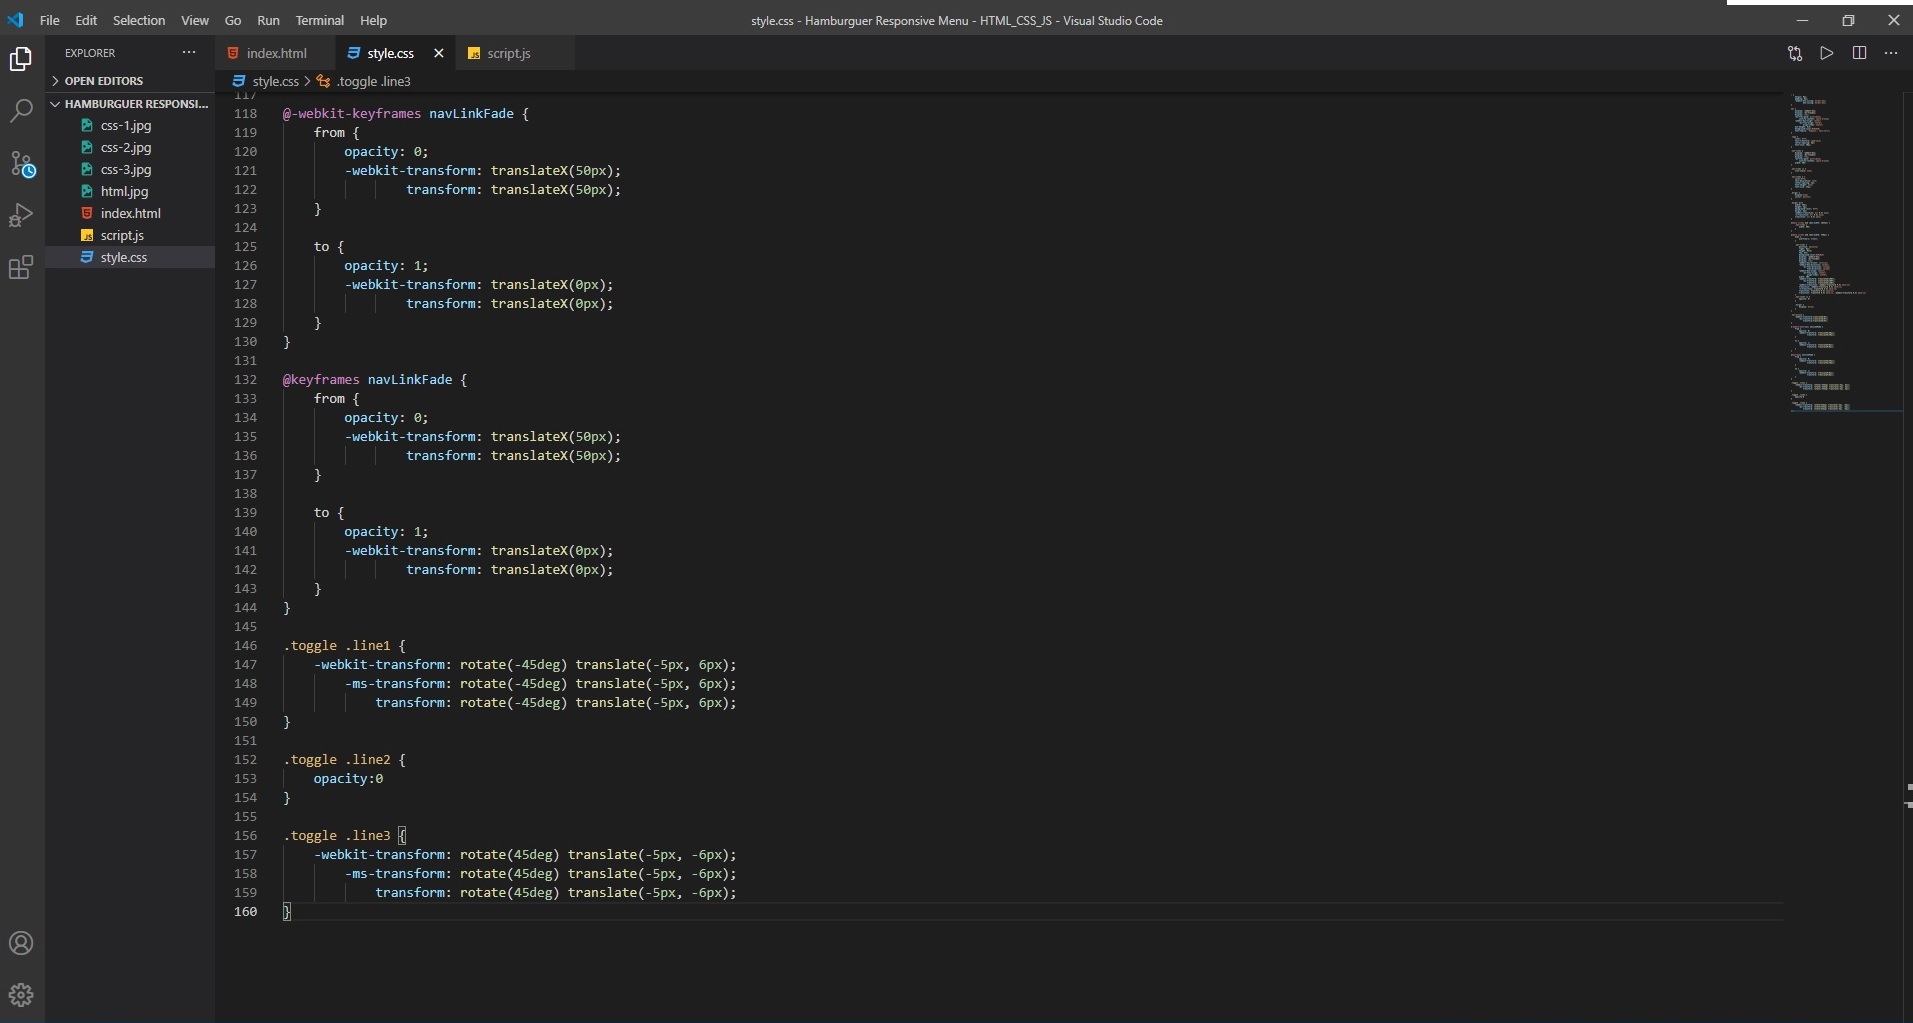 File Edit Selection View Go Run Terminal Help
style.css - Hamburguer Responsive Menu - HTML_CSS_JS - Visual Studio Code
EXPLORER
OPEN EDITORS
HAMBURGUER RESPONSI...
css-1.jpg
css-2.jpg
css-3.jpg
html.jpg
index.html
script.js
style.css
index.html style.css script.js
style.css > .toggle .line3
117
118 @-webkit-keyframes navLinkFade {
119 from {
120 opacity: 0;
121 -webkit-transform: translateX(50px);
122 transform: translateX(50px);
123 }
124
125 to {
126 opacity: 1;
127 -webkit-transform: translateX(0px);
128 transform: translateX(0px);
129 }
130 }
131
132 @keyframes navLinkFade {
133 from {
134 opacity: 0;
135 -webkit-transform: translateX(50px);
136 transform: translateX(50px);
137 }
138
139 to {
140 opacity: 1;
141 -webkit-transform: translateX(0px);
142 transform: translateX(0px);
143 }
144 }
145
146 .toggle .line1 {
147 -webkit-transform: rotate(-45deg) translate(-5px, 6px);
148 -ms-transform: rotate(-45deg) translate(-5px, 6px);
149 transform: rotate(-45deg) translate(-5px, 6px);
150 }
151
152 .toggle .line2 {
153 opacity:0
154 }
155
156 .toggle .line3 {
157 -webkit-transform: rotate(45deg) translate(-5px, -6px);
158 -ms-transform: rotate(45deg) translate(-5px, -6px);
159 transform: rotate(45deg) translate(-5px, -6px);
160 }